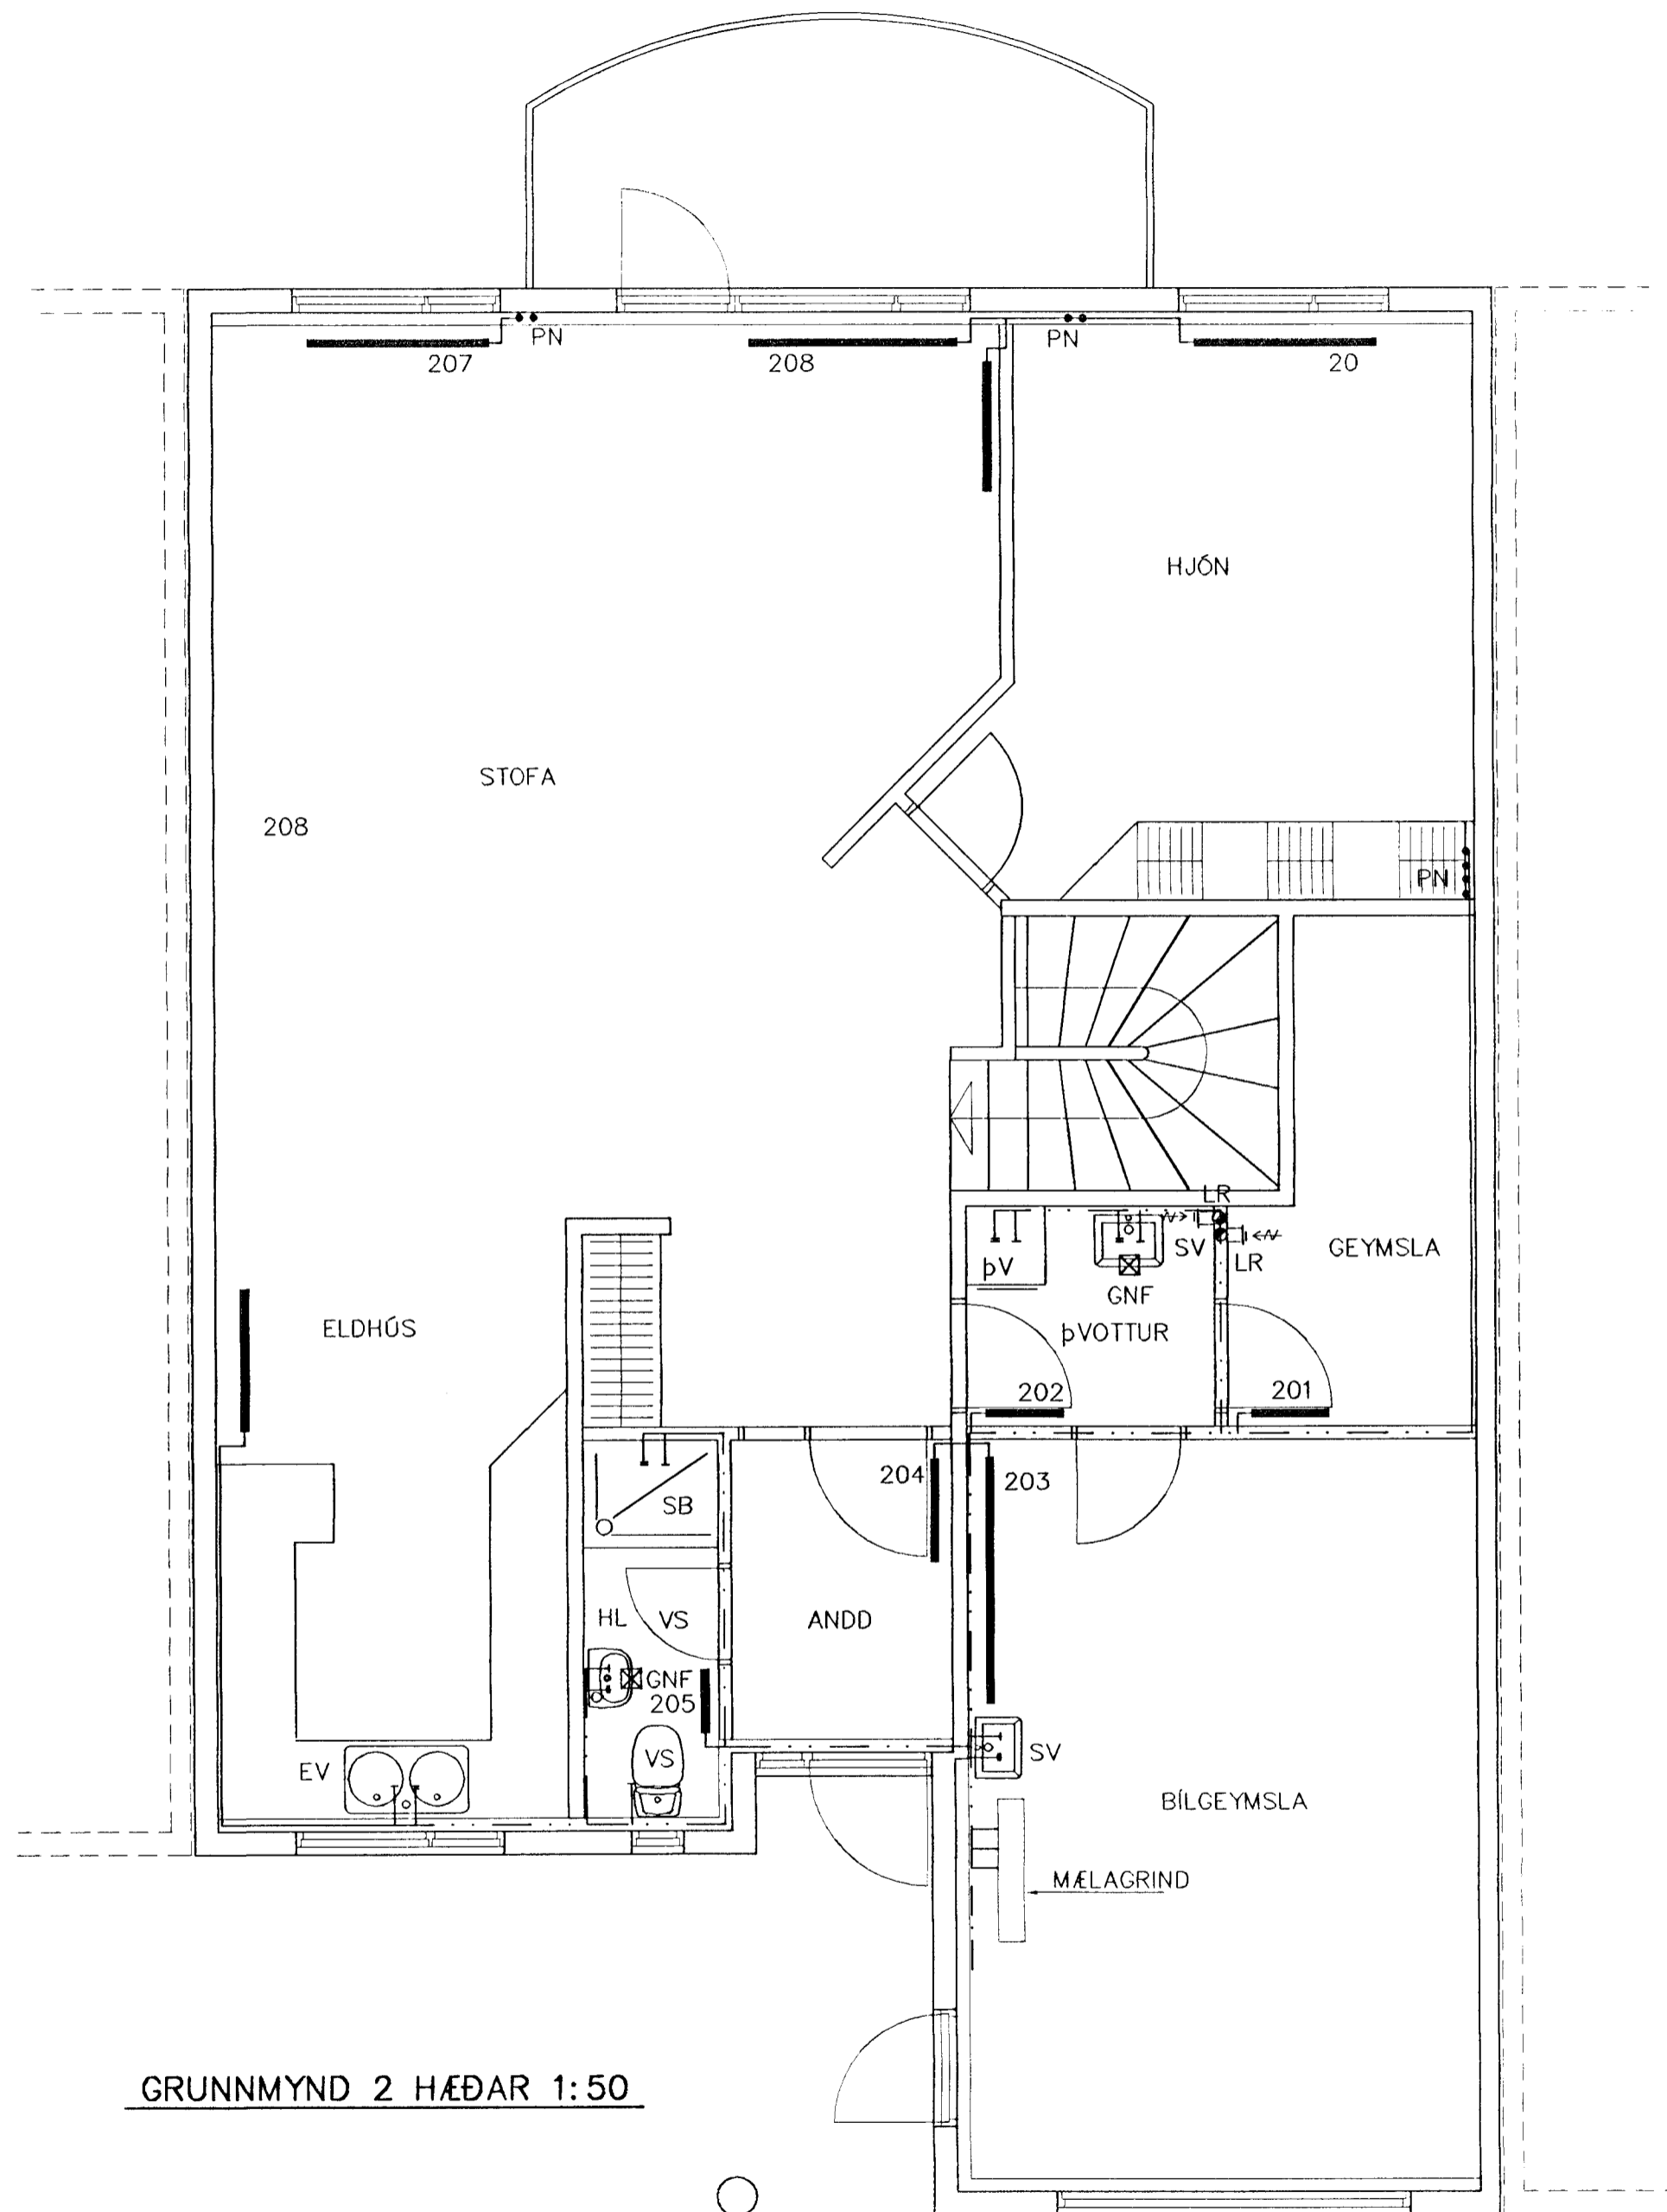 PN
PN
207
208
20
HJÓN
STOFA
208
PN
LR
SV
LR
GEYMSLA
þV
GNF
þVOTTUR
ELDHÚS
202
201
204
203
SB
HL
VS
ANDD
GNF
205
VS
EV
SV
BÍLGEYMSLA
MÆLAGRIND
GRUNNMYND 2 HÆÐAR 1:50